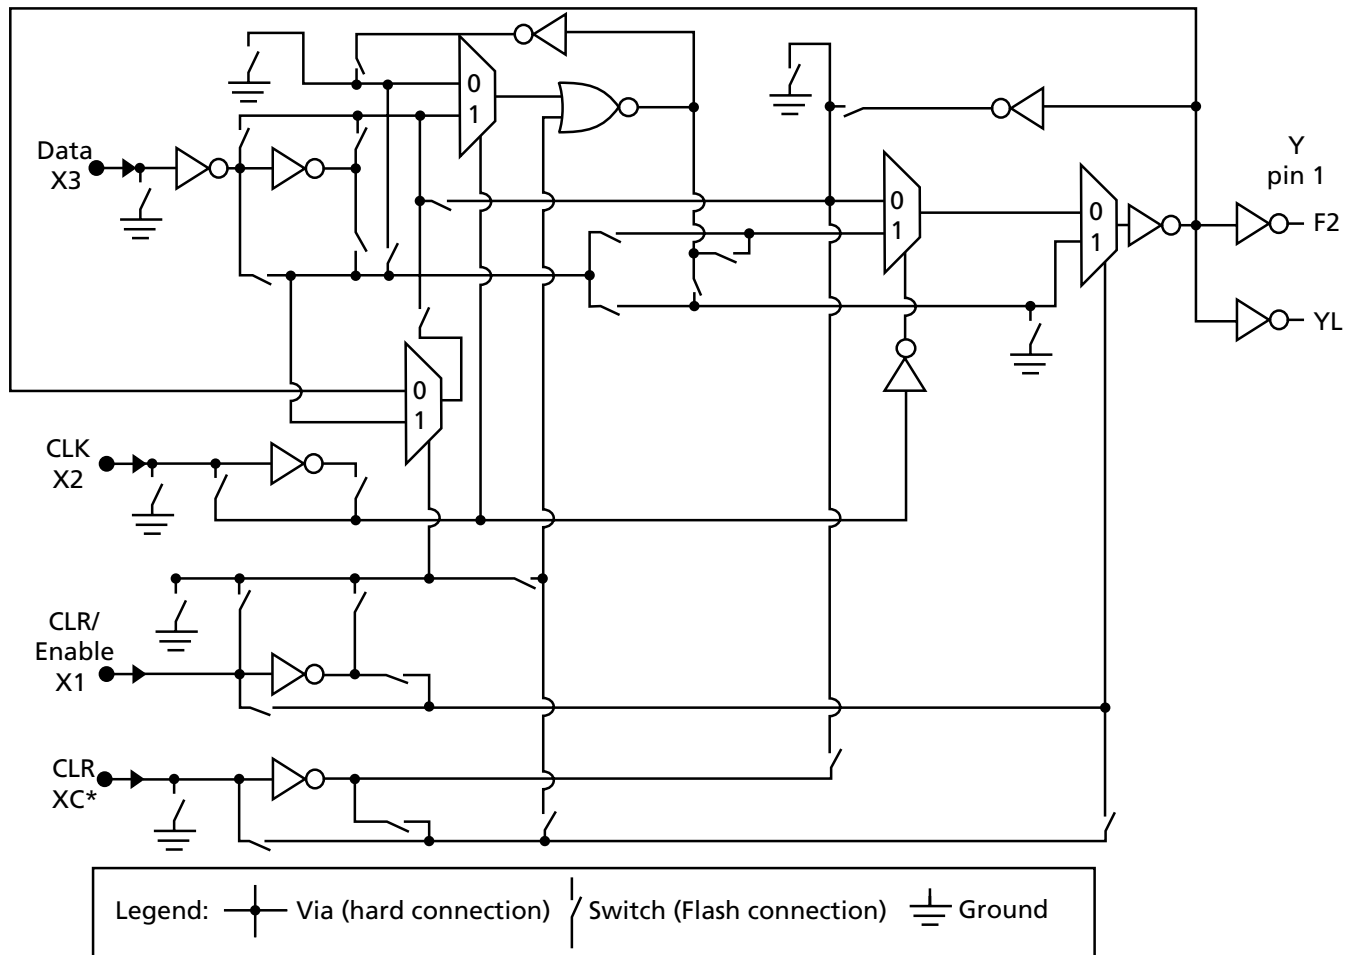 0
1
Data
X3
0
1
0
1
Y
pin 1
F2
YL
0
1
CLK
X2
CLR/
Enable
X1
CLR
XC*
Legend: Via (hard connection) Switch (Flash connection) Ground